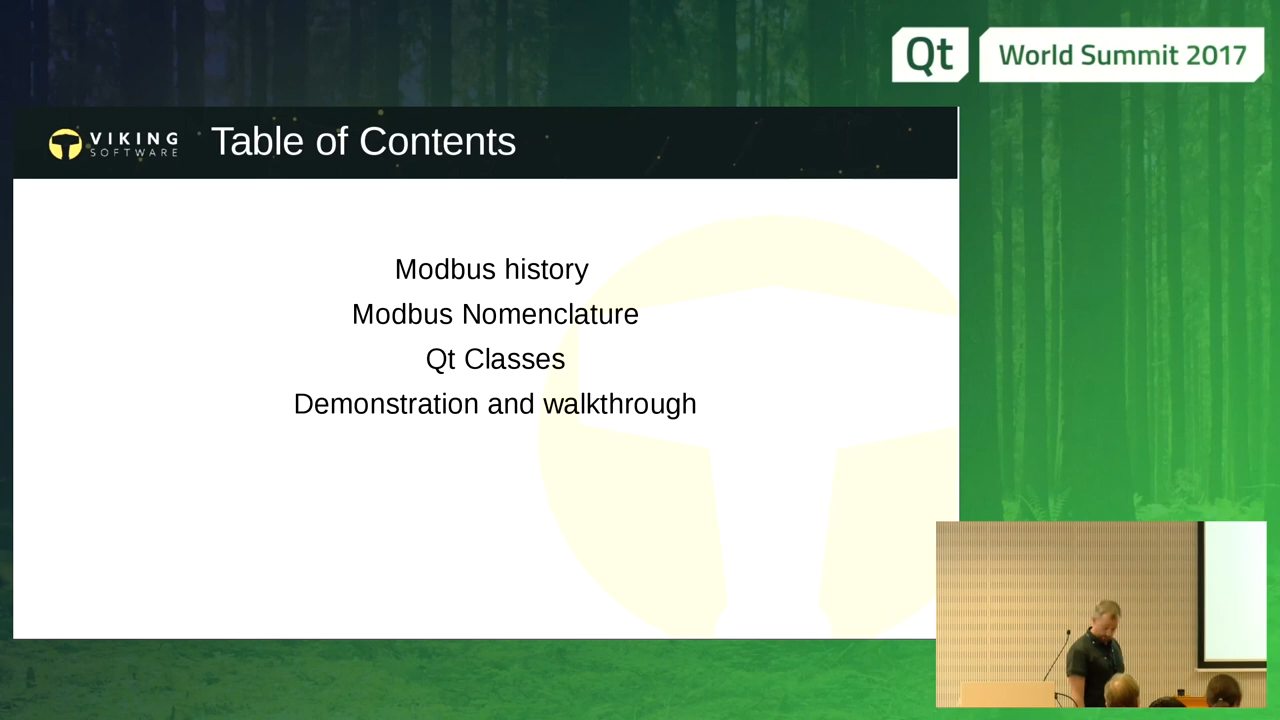 Qt World Summit 2017
VIKING
SOFTWARE
Table of Contents
Modbus history
Modbus Nomenclature
Qt Classes
Demonstration and walkthrough